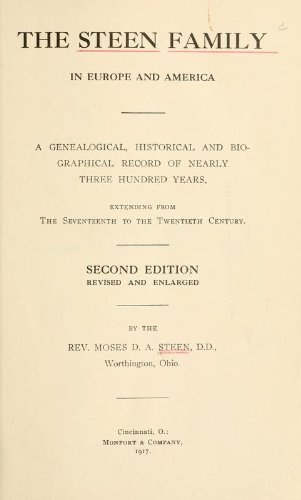 THE STEEN FAMILY
IN EUROPE AND AMERICA
A GENEALOGICAL, HISTORICAL AND BIO-
GRAPHICAL RECORD OF NEARLY
THREE HUNDRED YEARS,
EXTENDING FROM
THE SEVENTEENTH TO THE TWENTIETH CENTURY.
SECOND EDITION
REVISED AND ENLARGED
BY THE
REV. MOSES D. A. STEEN, D.D.,
Worthington, Ohio.
Cincinnati, O.:
MONFORT & COMPANY,
1917.